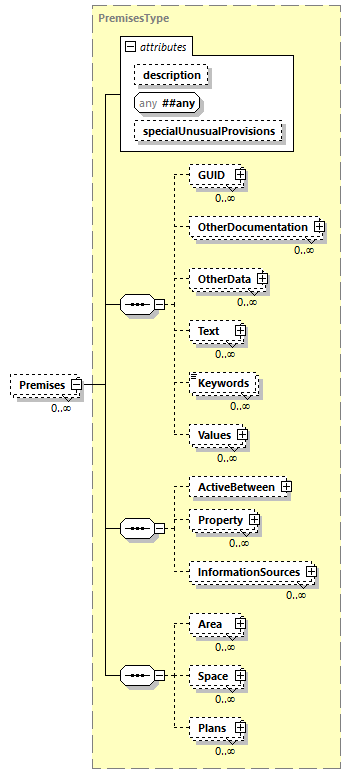 PremisesType
attributes
description
any ##any
specialUnusualProvisions
GUID
0..∞
OtherDocumentation
0..∞
OtherData
0..∞
Text
0..∞
Premises
0..∞
Keywords
0..∞
Values
0..∞
ActiveBetween
Property
0..∞
InformationSources
0..∞
Area
0..∞
Space
0..∞
Plans
0..∞